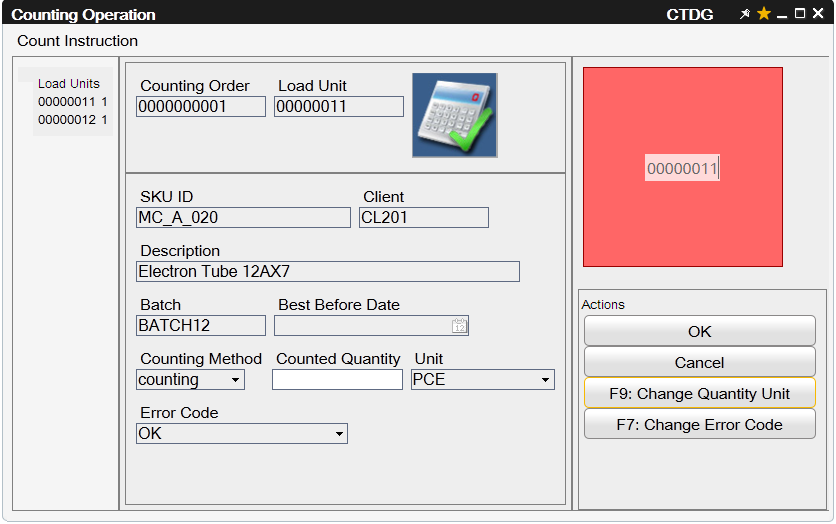 Counting Operation CTDG
Count Instruction
Load Units
00000011 1
00000012 1
Counting Order Load Unit
0000000001 00000011
0
SKU ID Client
MC_A_020 CL201
Description
Electron Tube 12AX7
Batch Best Before Date
BATCH12 12
Counting Method Counted Quantity Unit
counting PCE
Error Code
OK
00000011
Actions
OK
Cancel
F9: Change Quantity Unit
F7: Change Error Code